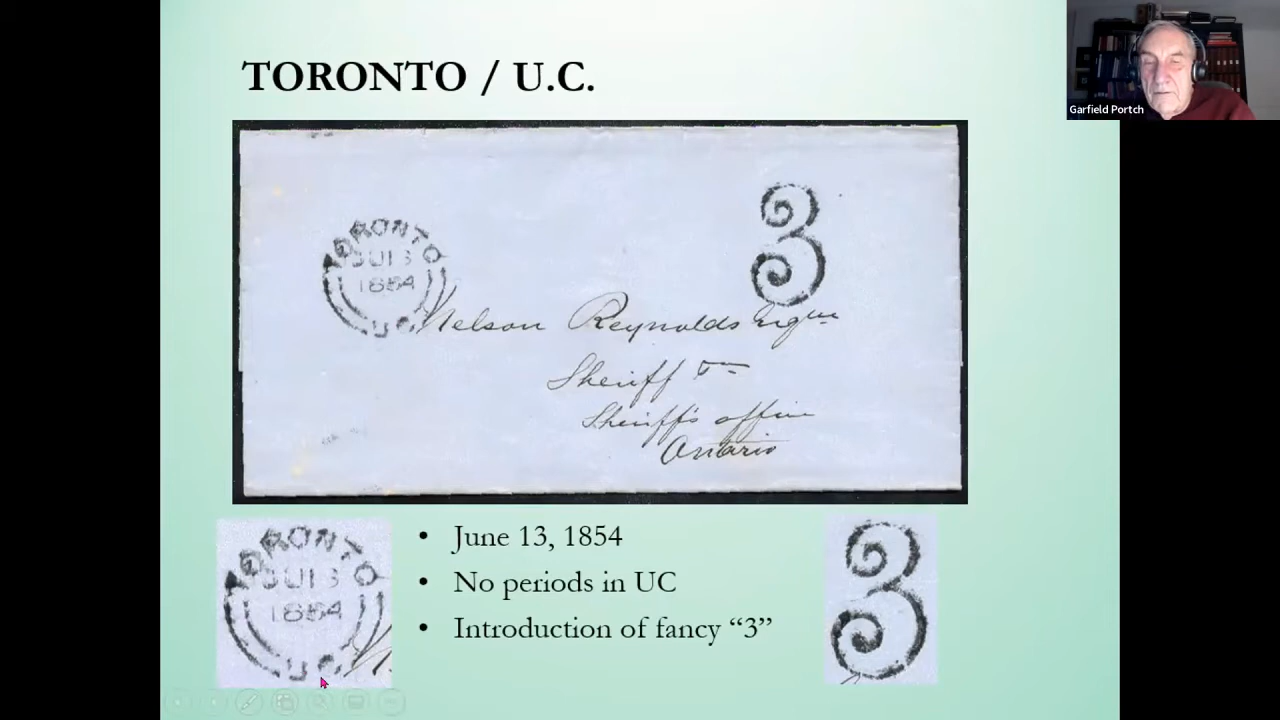 TORONTO / U.C.
Garfield Portch
TORONTO
JU 13
1854
3
Nelson Reynolds Esqre
Sheriff
Sheriff's office
Ontario
TORONTO
JU 13
1854
• June 13, 1854
• No periods in UC
• Introduction of fancy “3”
3